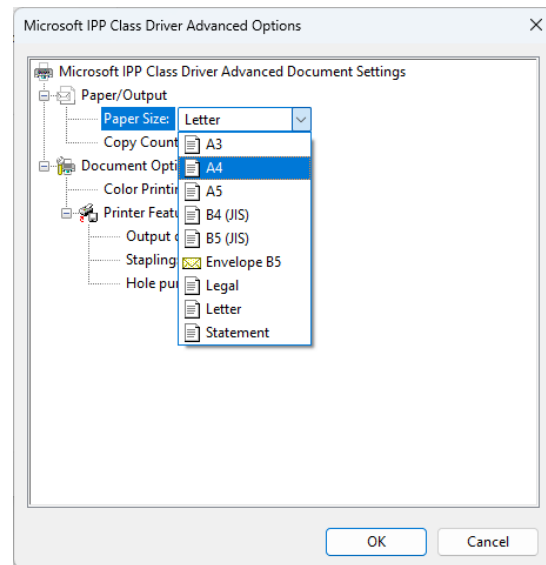 Microsoft IPP Class Driver Advanced Options
Microsoft IPP Class Driver Advanced Document Settings
Paper/Output
Paper Size: Letter
Copy Count
A3
Document Opti
A4
Color Printin
A5
Printer Featu
B4 (JIS)
Output
B5 (JIS)
Stapling
Envelope B5
Hole pu
Legal
Letter
Statement
OK Cancel